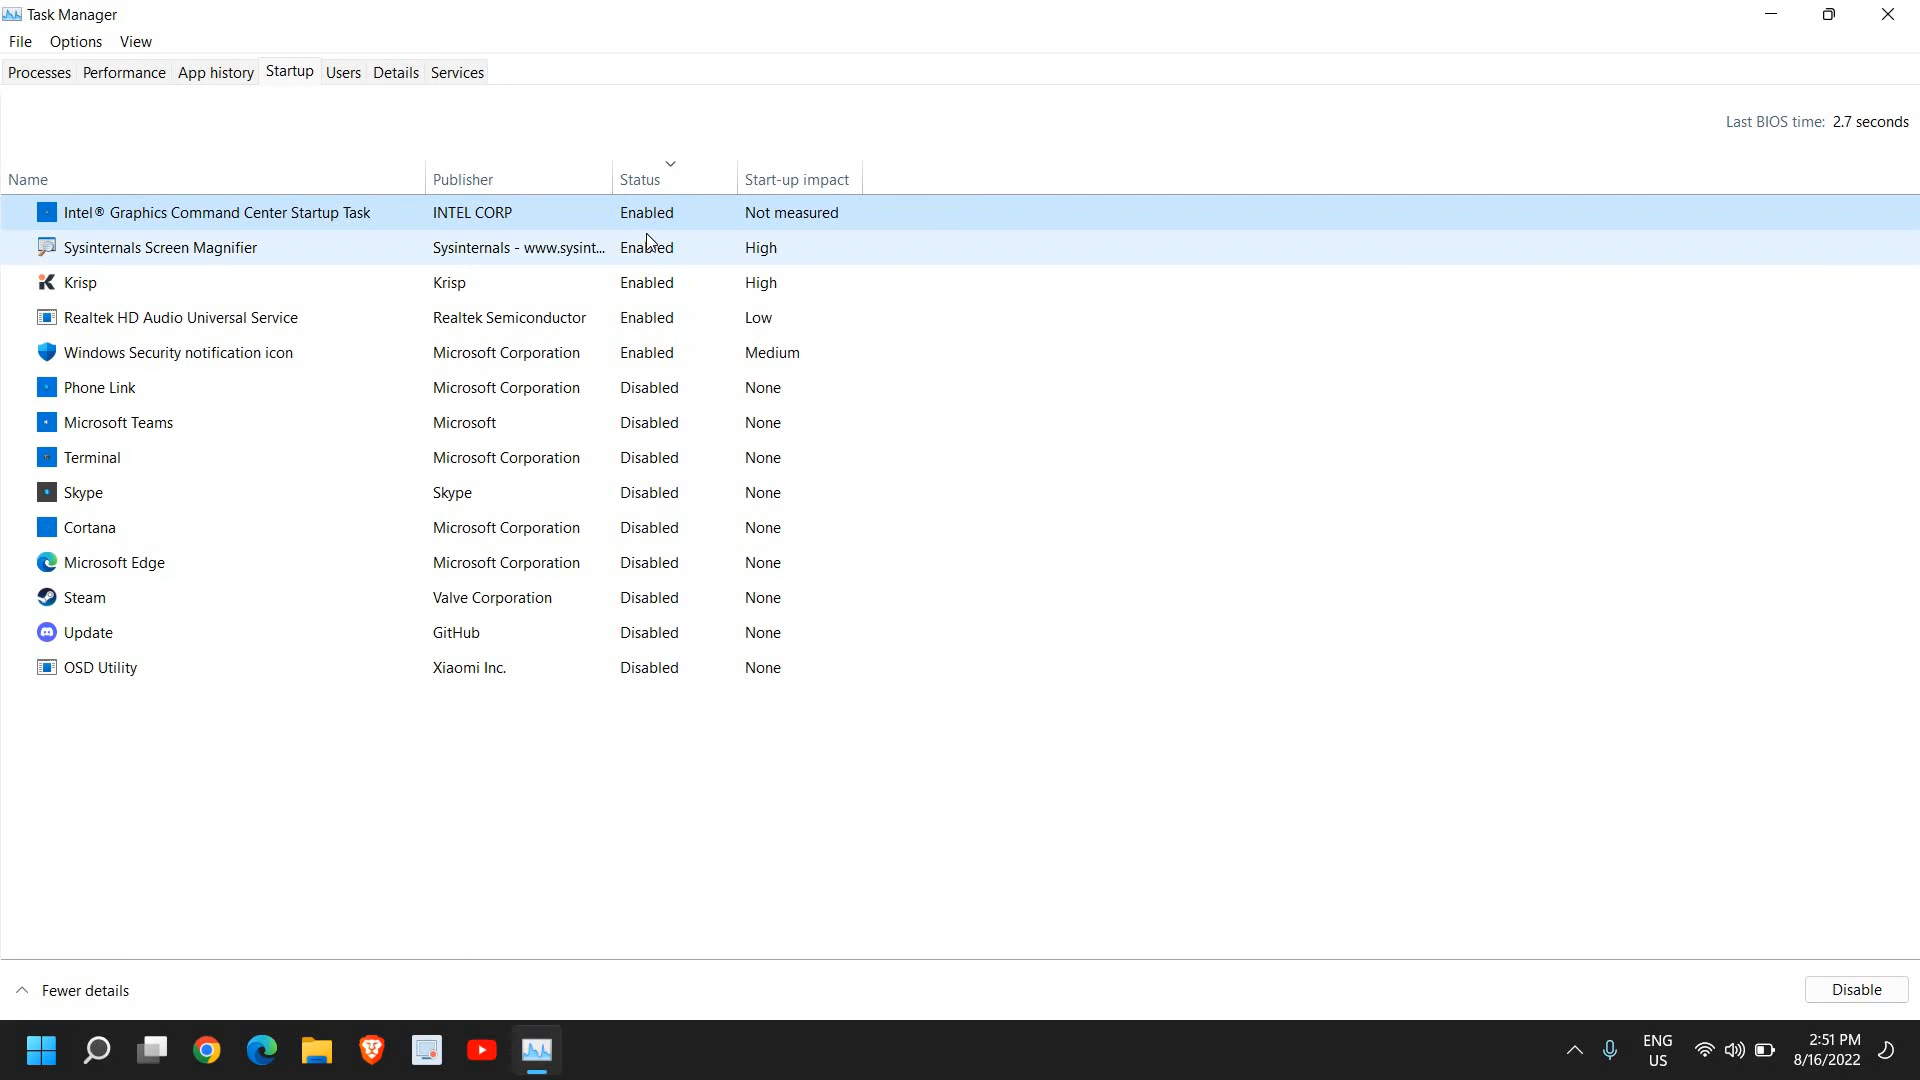 Task Manager
File Options View
Processes Performance App history Startup Users Details Services
Last BIOS time: 2.7 seconds
Name Publisher Status Start-up impact
Intel® Graphics Command Center Startup Task INTEL CORP Enabled Not measured
Sysinternals Screen Magnifier Sysinternals - www.sysint... Enabled High
Krisp Krisp Enabled High
Realtek HD Audio Universal Service Realtek Semiconductor Enabled Low
Windows Security notification icon Microsoft Corporation Enabled Medium
Phone Link Microsoft Corporation Disabled None
Microsoft Teams Microsoft Disabled None
Terminal Microsoft Corporation Disabled None
Skype Skype Disabled None
Cortana Microsoft Corporation Disabled None
Microsoft Edge Microsoft Corporation Disabled None
Steam Valve Corporation Disabled None
Update GitHub Disabled None
OSD Utility Xiaomi Inc. Disabled None
Fewer details Disable
ENG 2:51 PM
US 8/16/2022